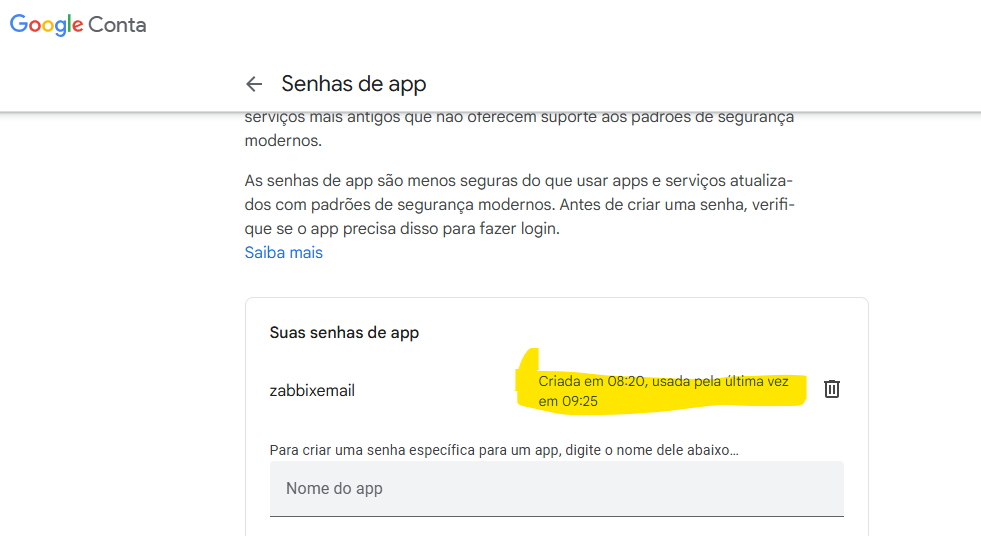 Google Conta
Senhas de app
serviços mais antigos que não oferecem suporte aos padrões de segurança
modernos.
As senhas de app são menos seguras do que usar apps e serviços atualiza-
dos com padrões de segurança modernos. Antes de criar uma senha, verifi-
que se o app precisa disso para fazer login.
Saiba mais
Suas senhas de app
zabbixemail
Criada em 08:20, usada pela última vez
em 09:25
Para criar uma senha específica para um app, digite o nome dele abaixo…
Nome do app